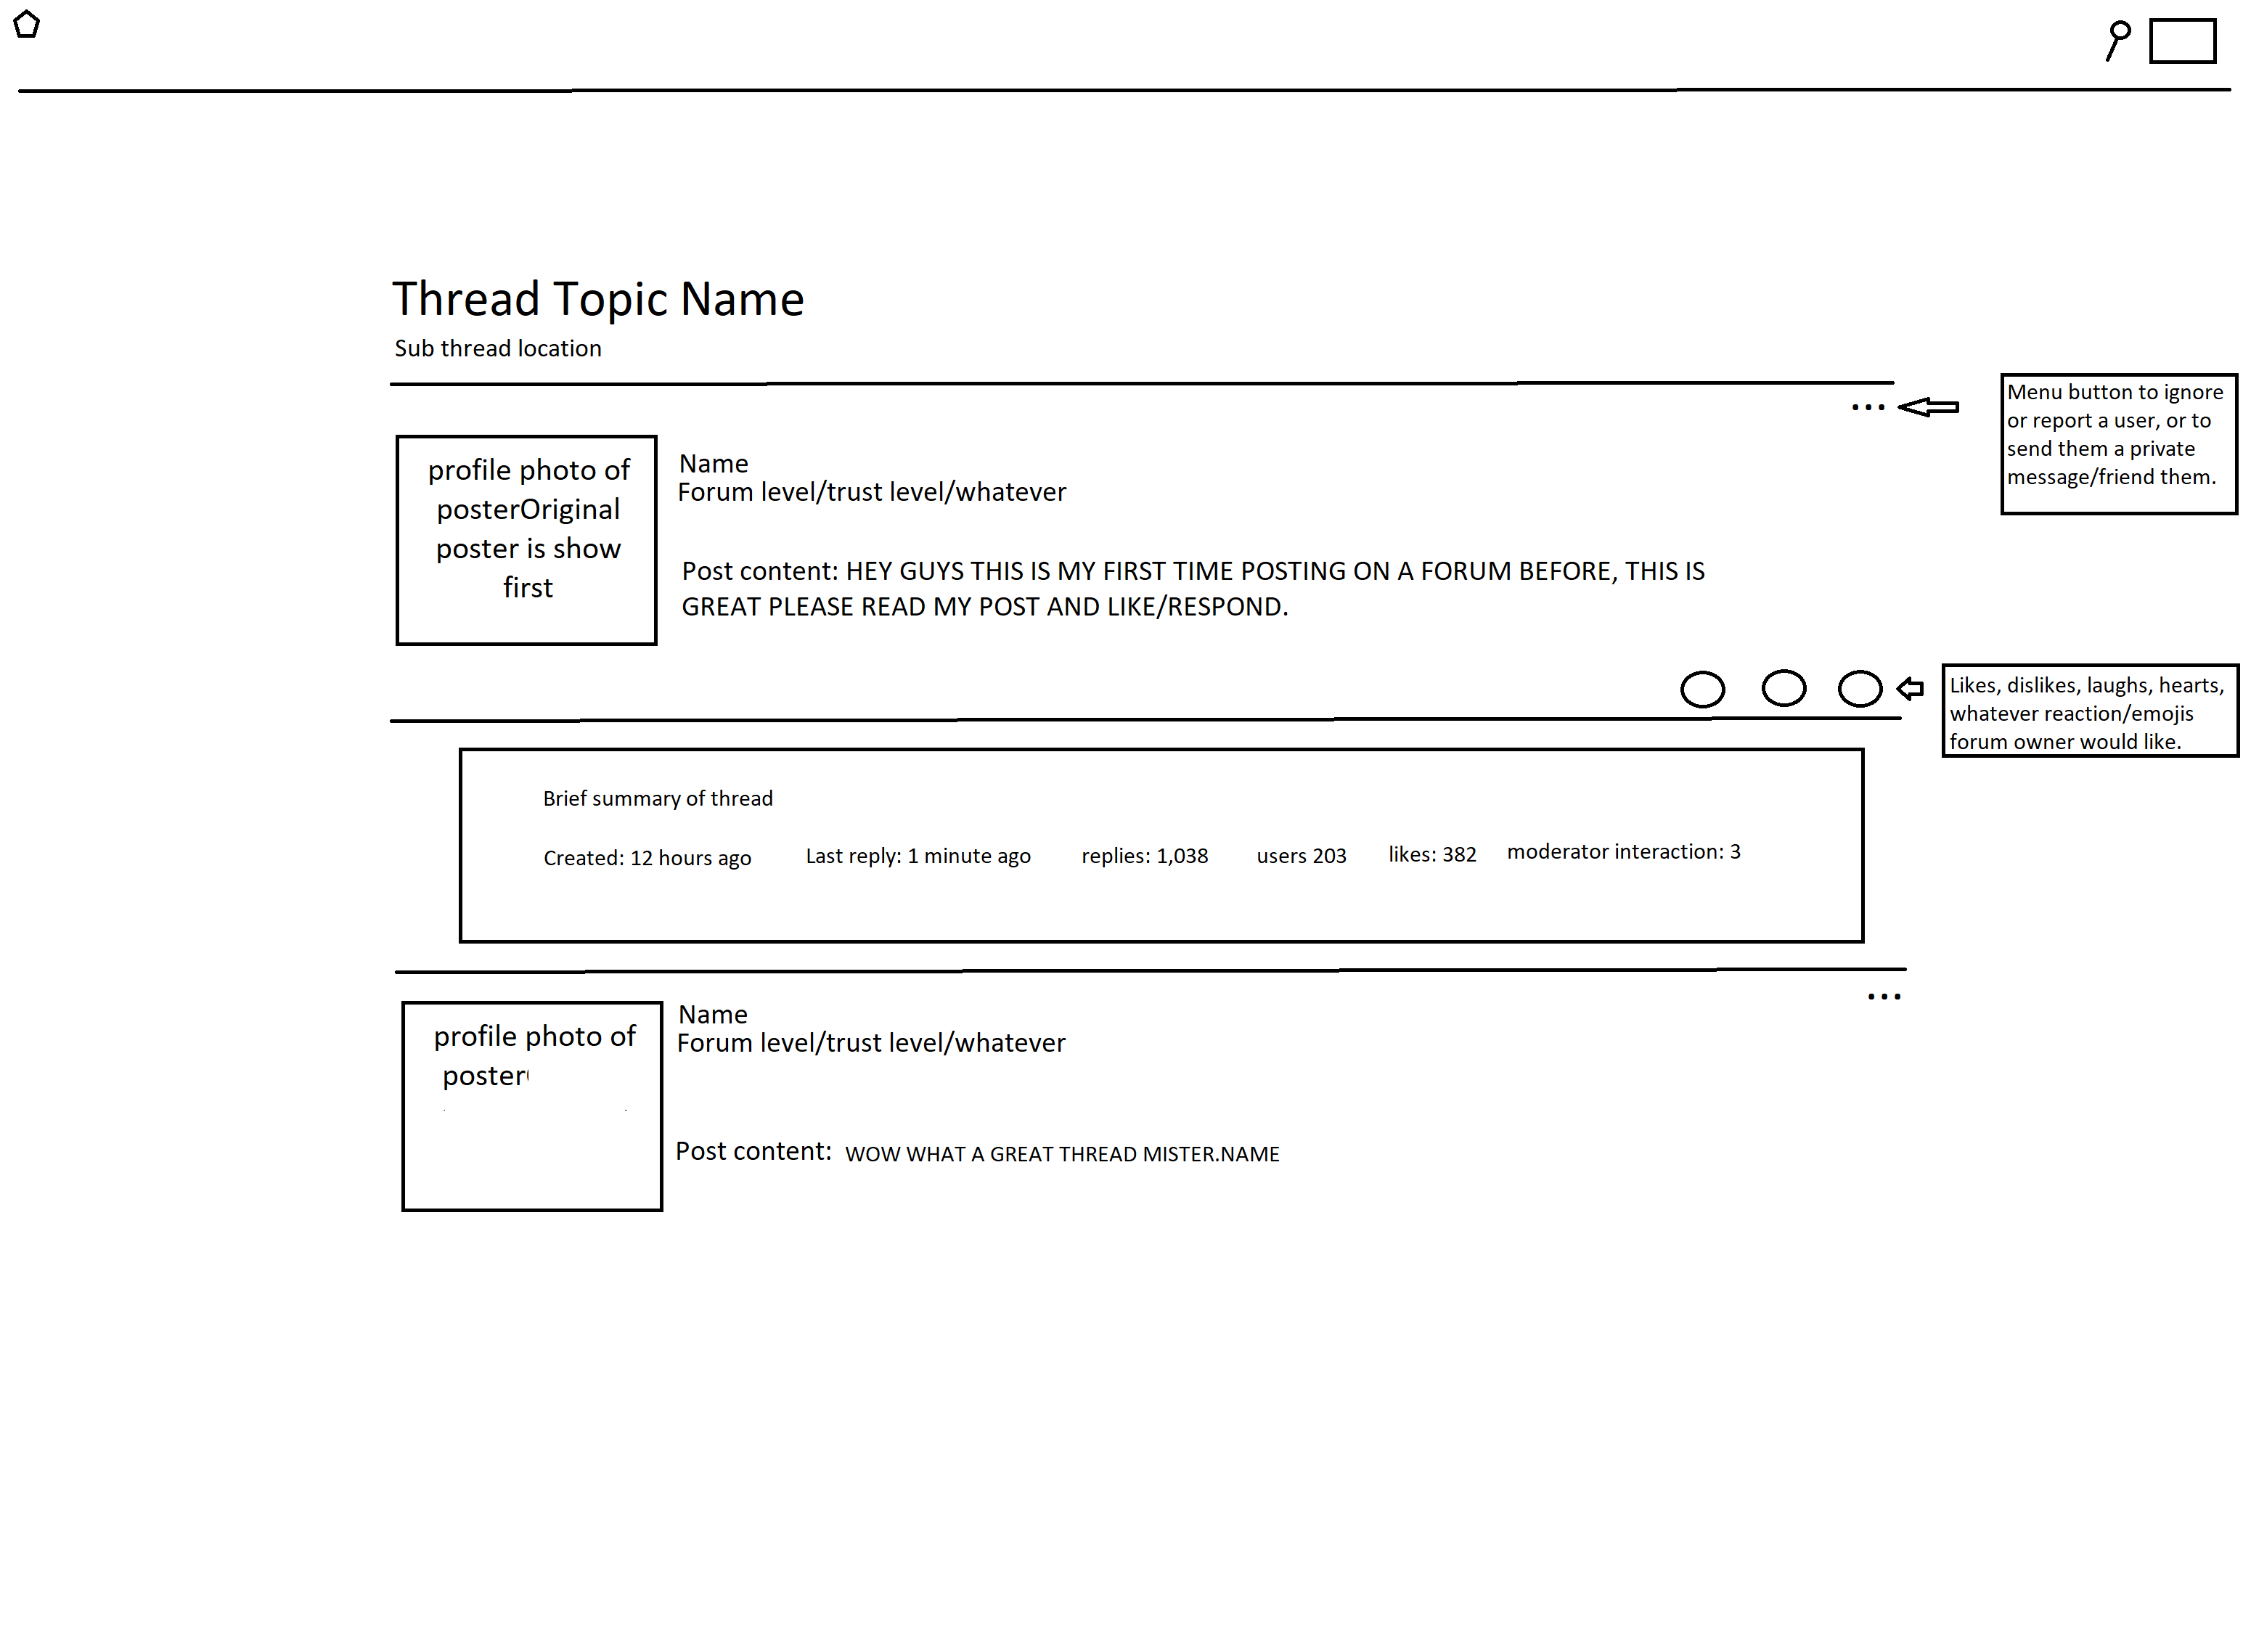 Thread Topic Name
Sub thread location
...
Menu button to ignore
or report a user, or to
send them a private
message/friend them.
profile photo of
posterOriginal
poster is show
first
Name
Forum level/trust level/whatever
Post content: HEY GUYS THIS IS MY FIRST TIME POSTING ON A FORUM BEFORE, THIS IS
GREAT PLEASE READ MY POST AND LIKE/RESPOND.
Likes, dislikes, laughs, hearts,
whatever reaction/emojis
forum owner would like.
Brief summary of thread
Created: 12 hours ago Last reply: 1 minute ago replies: 1,038 users 203 likes: 382 moderator interaction: 3
...
profile photo of
poster
Name
Forum level/trust level/whatever
Post content: WOW WHAT A GREAT THREAD MISTER.NAME